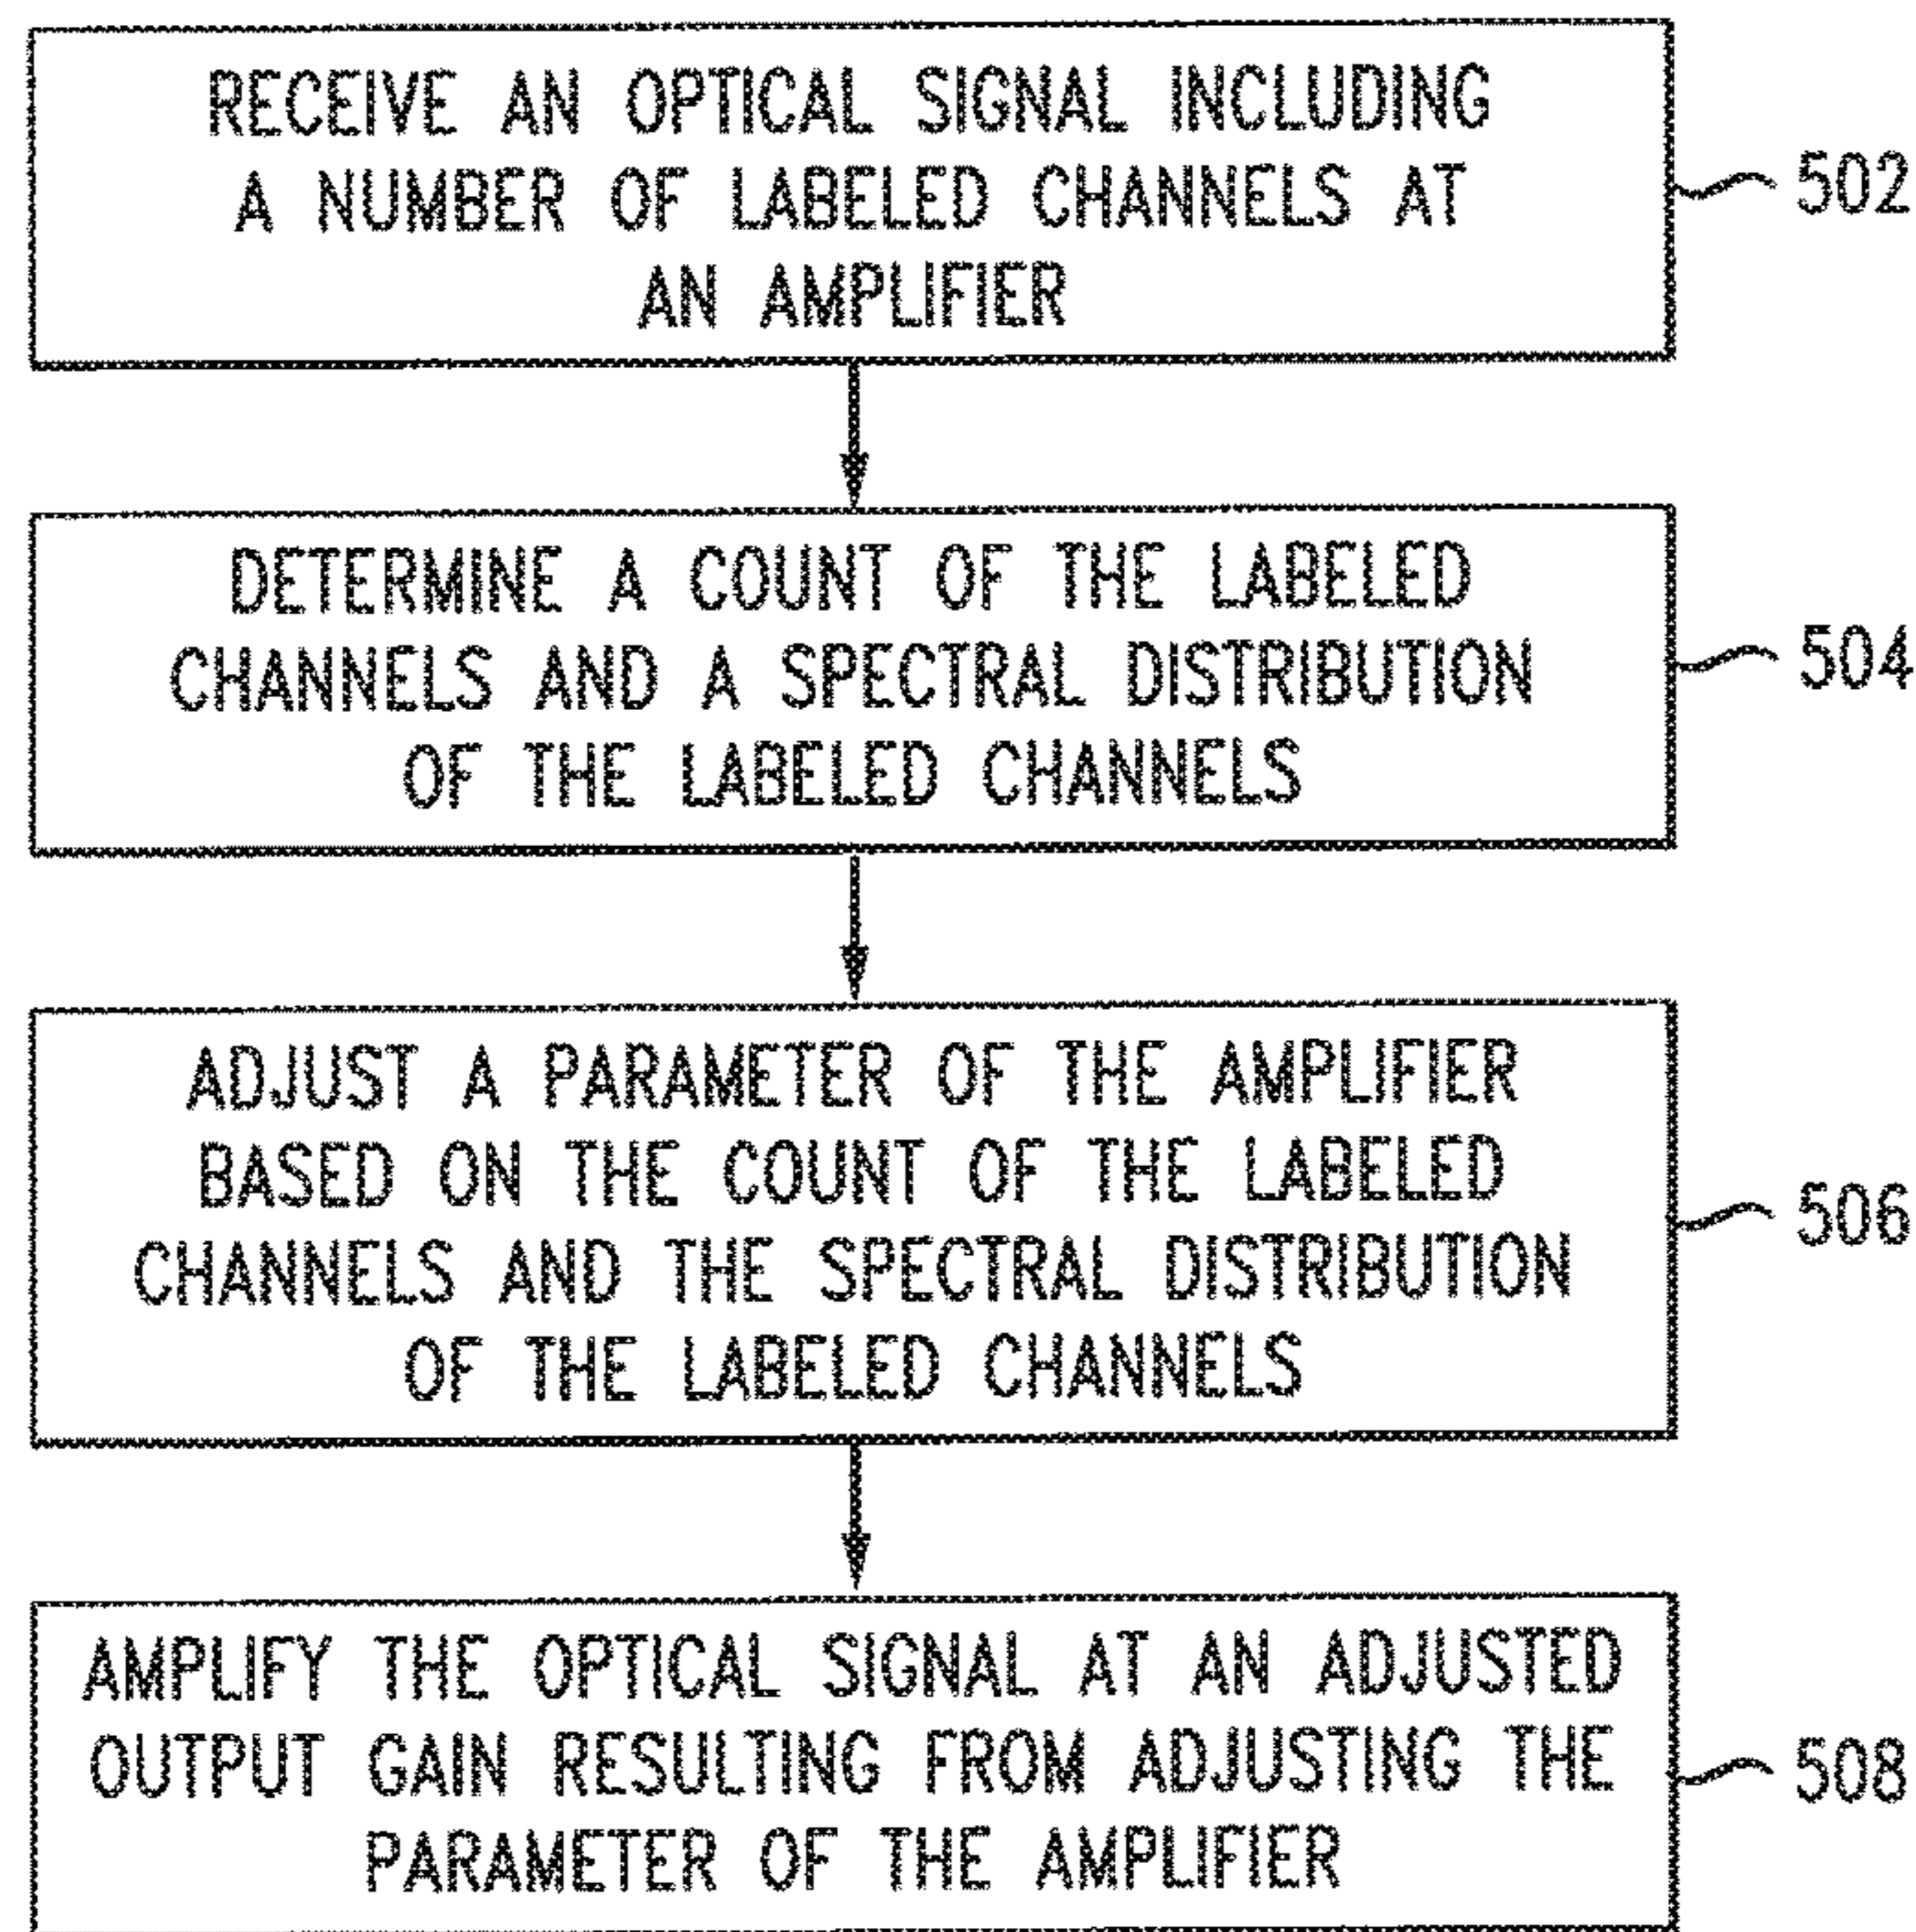 RECEIVE AN OPTICAL SIGNAL INCLUDING
A NUMBER OF LABELED CHANNELS AT
AN AMPLIFIER
502
DETERMINE A COUNT OF THE LABELED
CHANNELS AND A SPECTRAL DISTRIBUTION
OF THE LABELED CHANNELS
504
ADJUST A PARAMETER OF THE AMPLIFIER
BASED ON THE COUNT OF THE LABELED
CHANNELS AND THE SPECTRAL DISTRIBUTION
OF THE LABELED CHANNELS
506
AMPLIFY THE OPTICAL SIGNAL AT AN ADJUSTED
OUTPUT GAIN RESULTING FROM ADJUSTING THE
PARAMETER OF THE AMPLIFIER
508